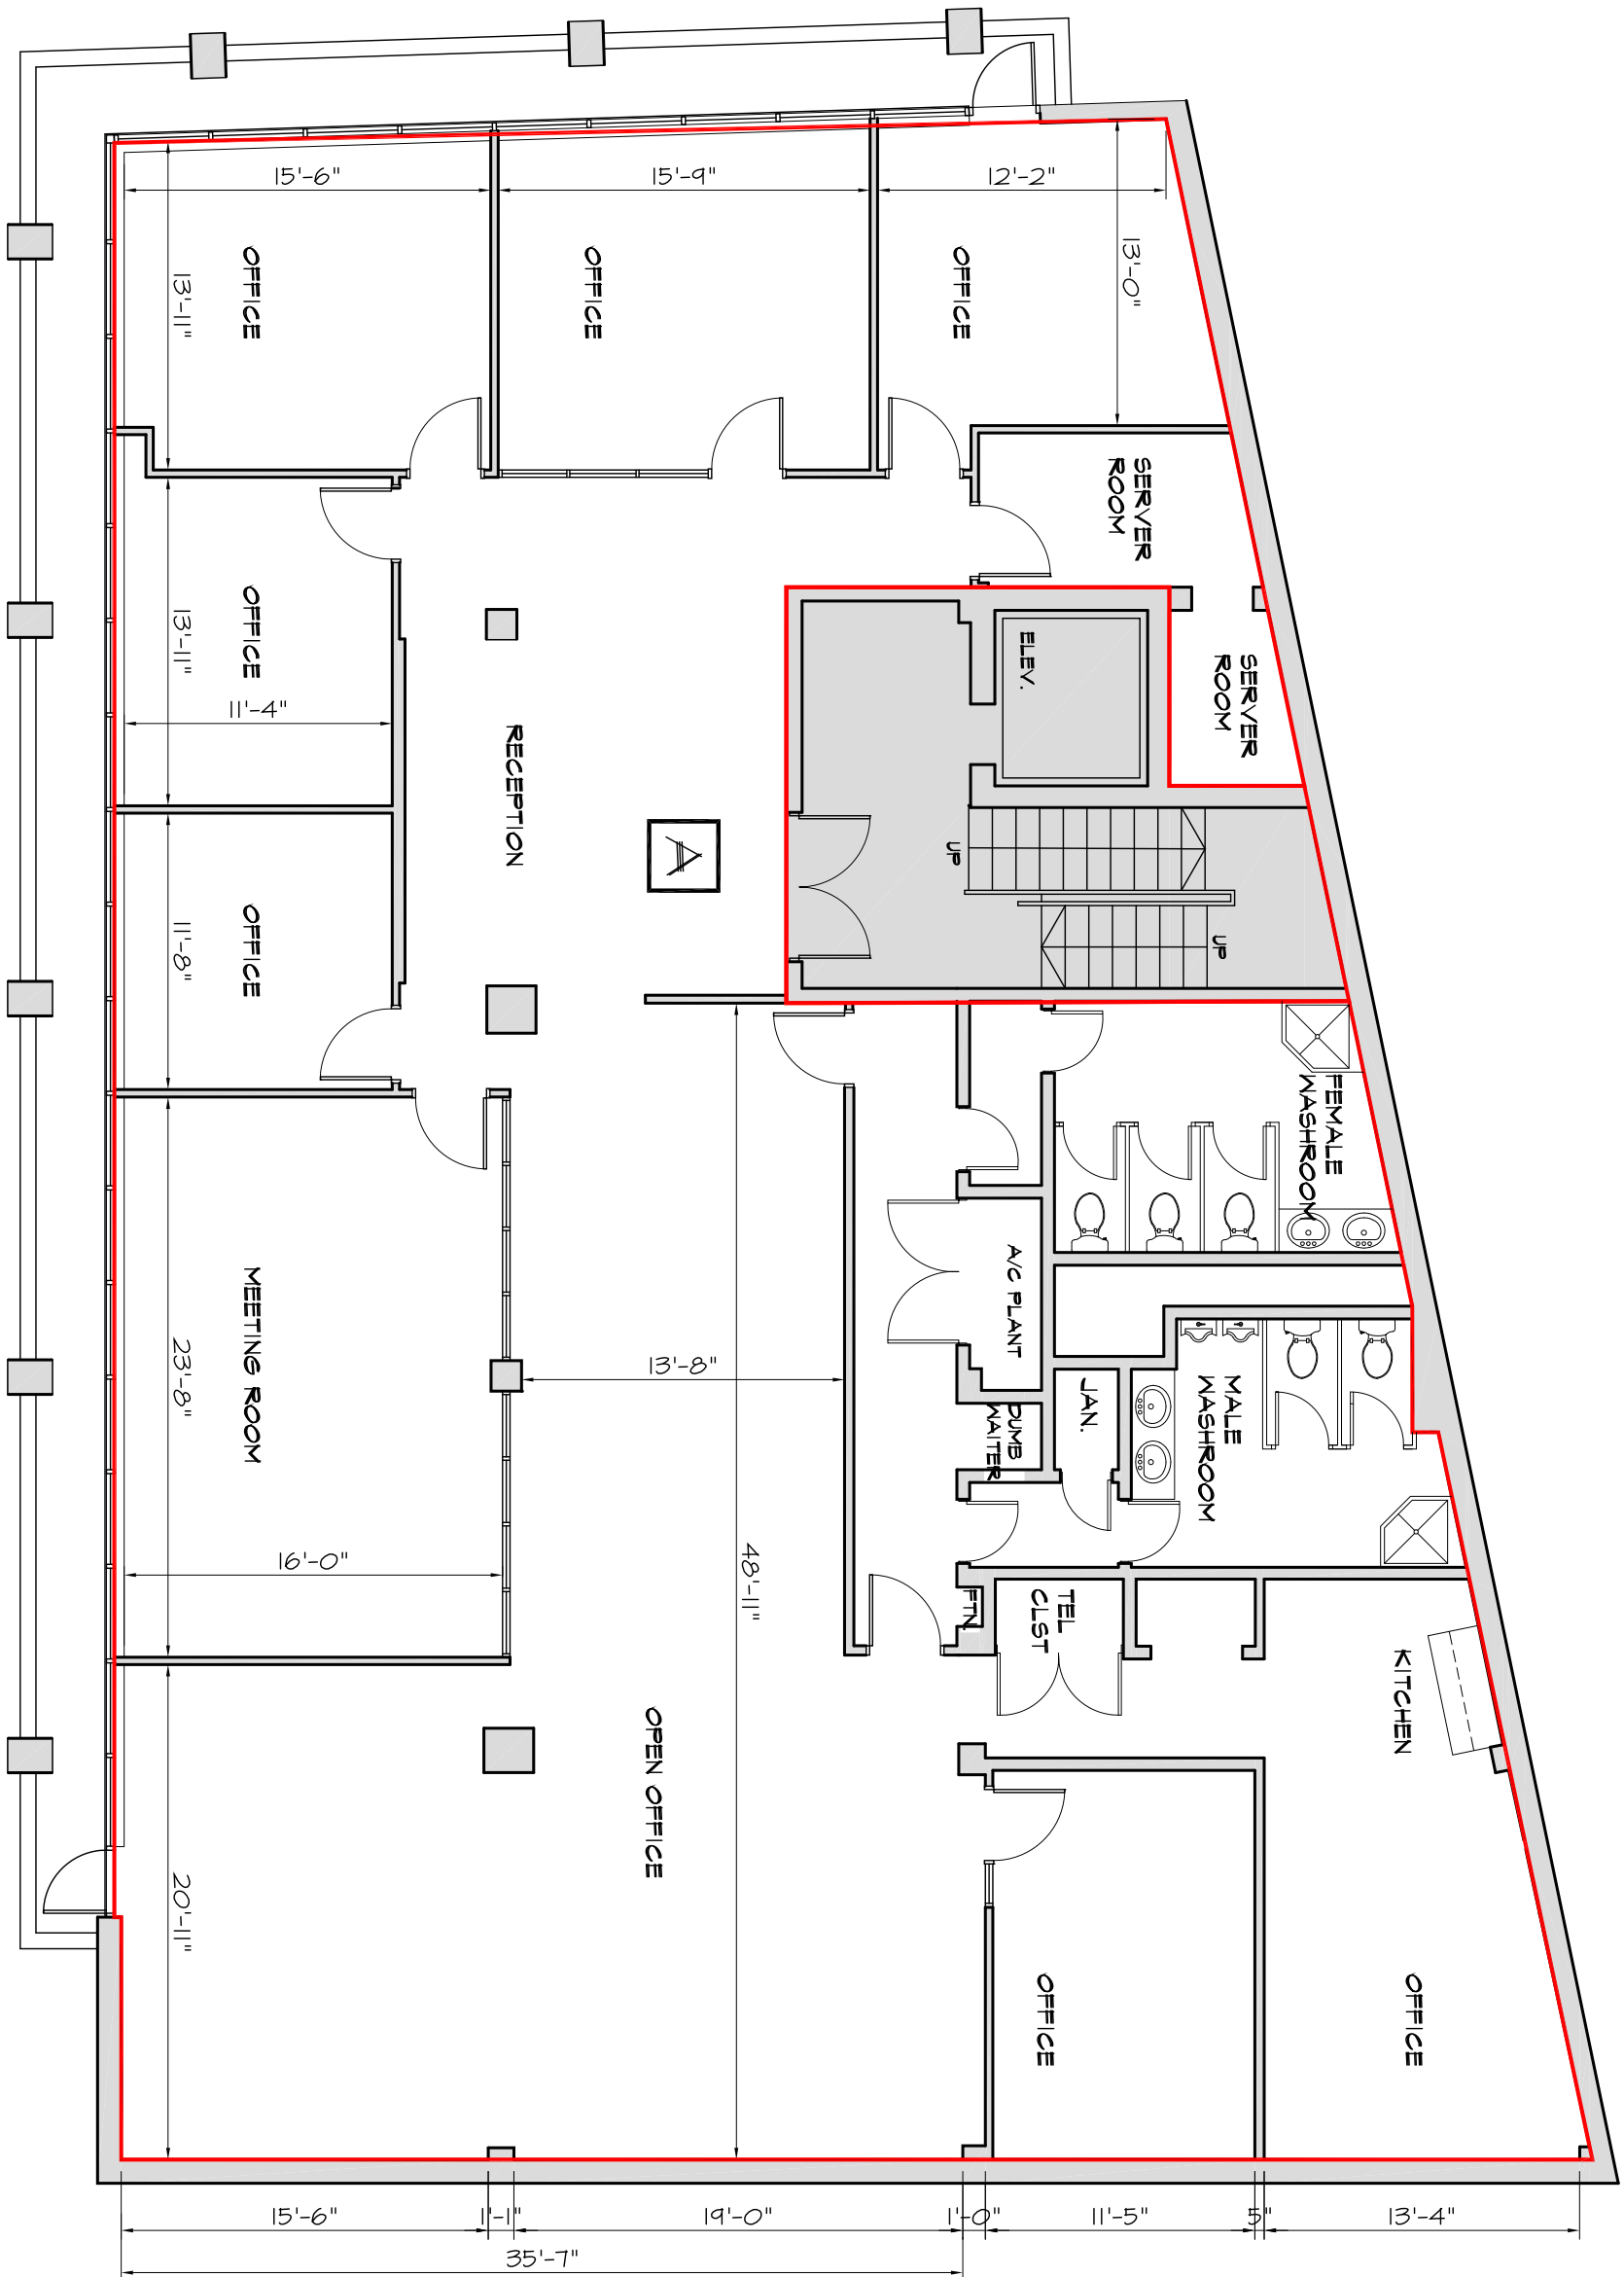 15'-6"
15'-9"
12'-2"
13'-0"
OFFICE
OFFICE
OFFICE
13'-11"
SERVER
ROOM
OFFICE
13'-11"
11'-4"
ELEV.
SERVER
ROOM
RECEPTION
A
UP
UP
OFFICE
11'-8"
FEMALE
WASHROOM
A/C PLANT
MEETING ROOM
23'-8"
13'-8"
JAN.
DUMB
WAITER
MALE
WASHROOM
16'-0"
48'-11"
FTN.
TEL
CLST
KITCHEN
OPEN OFFICE
20'-11"
OFFICE
OFFICE
15'-6"
1'-1"
19'-0"
1'-0"
11'-5"
5"
13'-4"
35'-7"